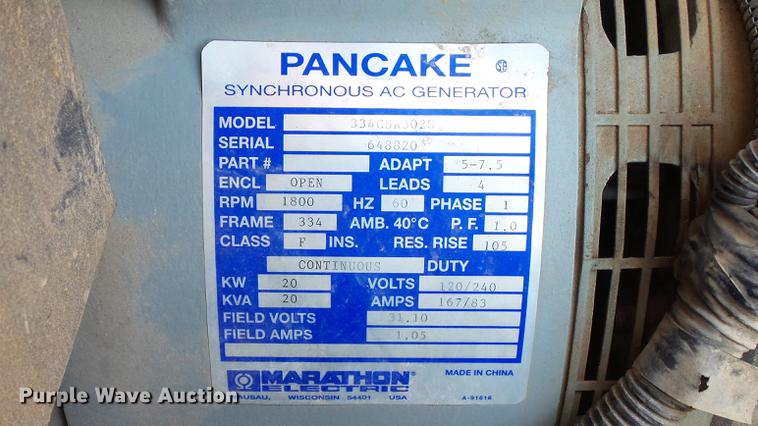 PANCAKE SA
SYNCHRONOUS AC GENERATOR
MODEL
SERIAL 648820
PART # ADAPT 5-7.5
ENCL OPEN LEADS 4
RPM 1800 HZ 60 PHASE 1
FRAME 334 AMB. 40°C P.F. 1.0
CLASS F INS. RES. RISE 105
CONTINUOUS DUTY
KW 20 VOLTS 120/240
KVA 20 AMPS 167/83
FIELD VOLTS 31.10
FIELD AMPS 1.05
MARATHON® MADE IN CHINA
ELECTRIC
WAUSAU, WISCONSIN 54401 USA A-91616
Purple Wave Auction